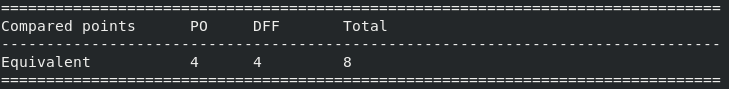 ================================================================================
Compared points      PO     DFF       Total
--------------------------------------------------------------------------------
Equivalent           4      4         8
================================================================================